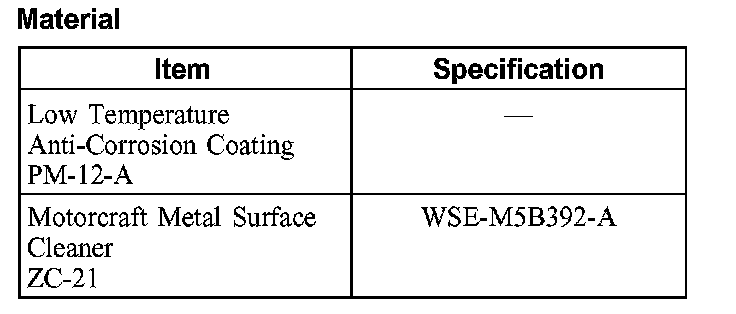 Material
Item Specification
Low Temperature —
Anti-Corrosion Coating
PM-12-A
Motorcraft Metal Surface WSE-M5B392-A
Cleaner
ZC-21